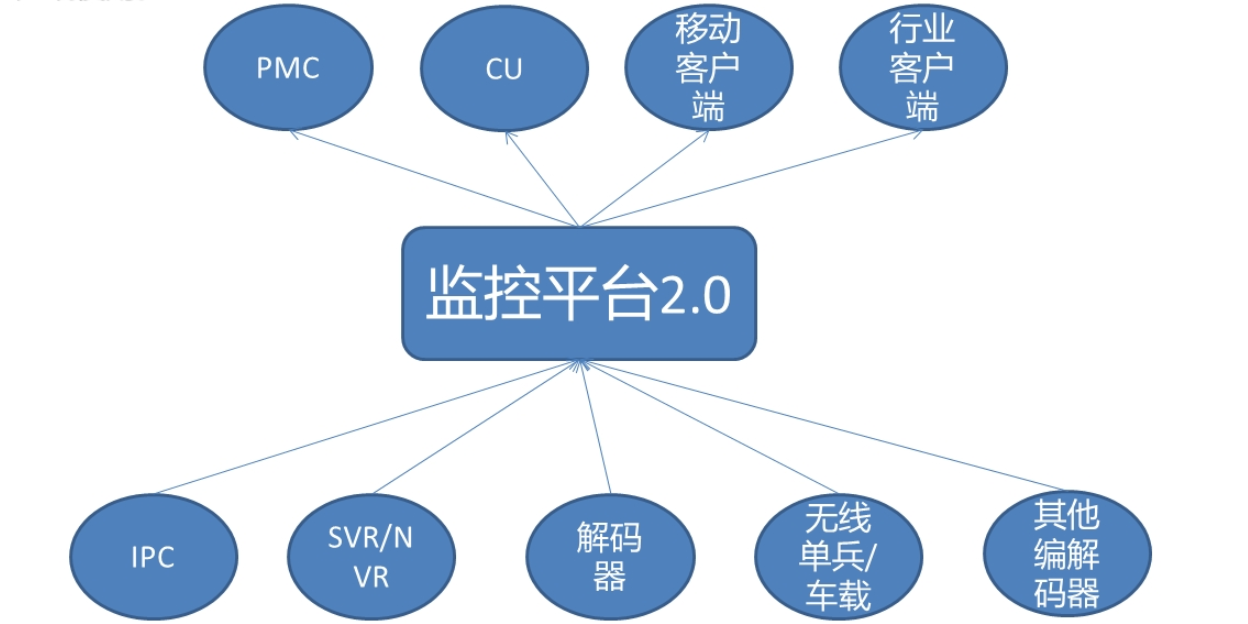 PMC
CU
移动
客户
端
行业
客户
端
监控平台2.0
IPC
SVR/N
VR
解码
器
无线
单兵/
车载
其他
编解
码器